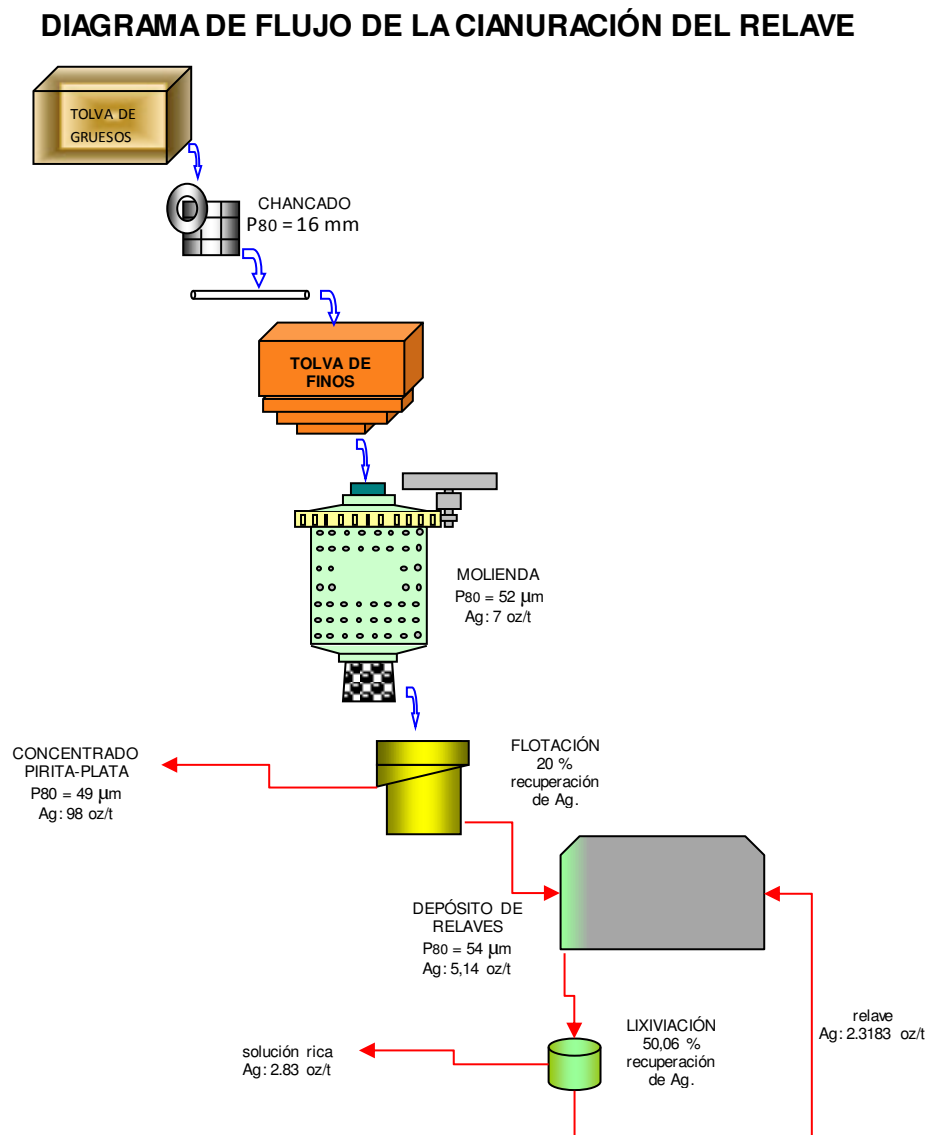 DIAGRAMA DE FLUJO DE LA CIANURACIÓN DEL RELAVE
TOLVA DE
GRUESOS
CHANCADO
P80 = 16 mm
TOLVA DE
FINOS
MOLIENDA
P80 = 52 µm
Ag: 7 oz/t
CONCENTRADO
PIRITA-PLATA
P80 = 49 µm
Ag: 98 oz/t
FLOTACIÓN
20 %
recuperación
de Ag.
DEPÓSITO DE
RELAVES
P80 = 54 µm
Ag: 5,14 oz/t
LIXIVIACIÓN
50,06 %
recuperación
de Ag.
relave
Ag: 2.3183 oz/t
solución rica
Ag: 2.83 oz/t